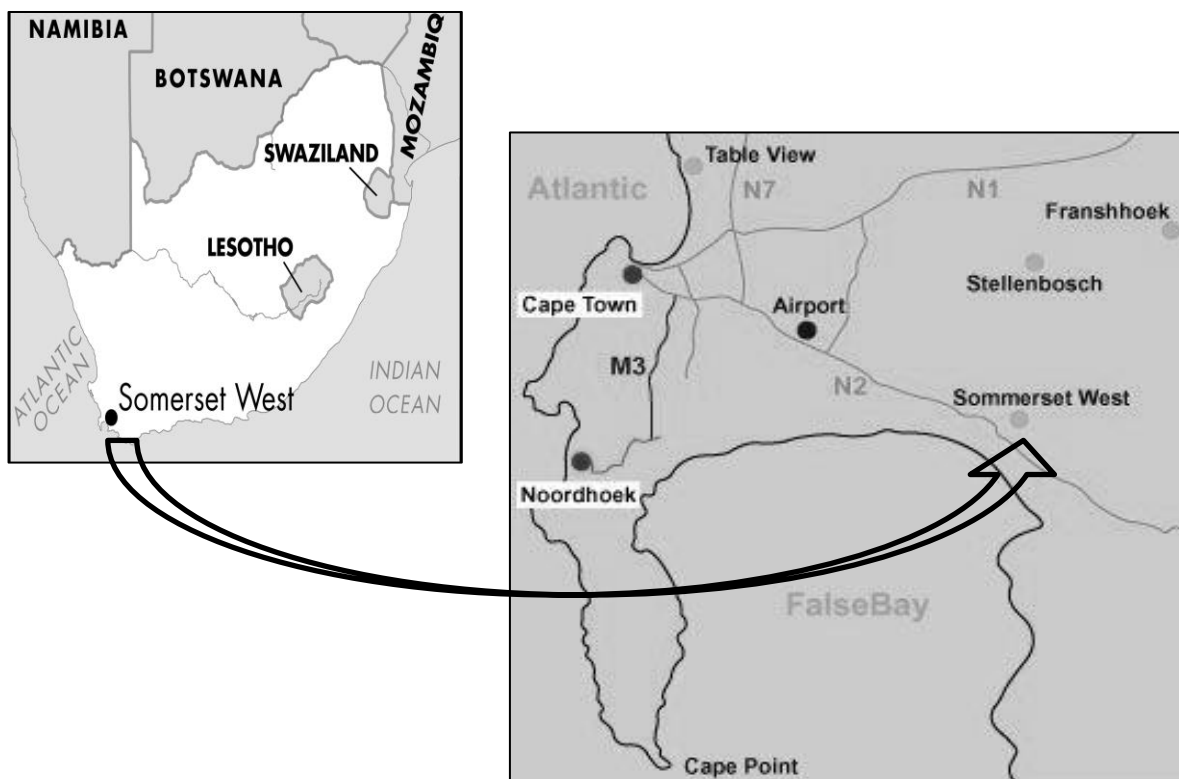 NAMIBIA
BOTSWANA
MOZAMBIQ
SWAZILAND
LESOTHO
ATLANTIC
OCEAN
INDIAN
OCEAN
Somerset West
Table View
Atlantic
N7
N1
Franshhoek
Stellenbosch
Cape Town
Airport
M3
N2
Sommerset West
Noordhoek
FalseBay
Cape Point